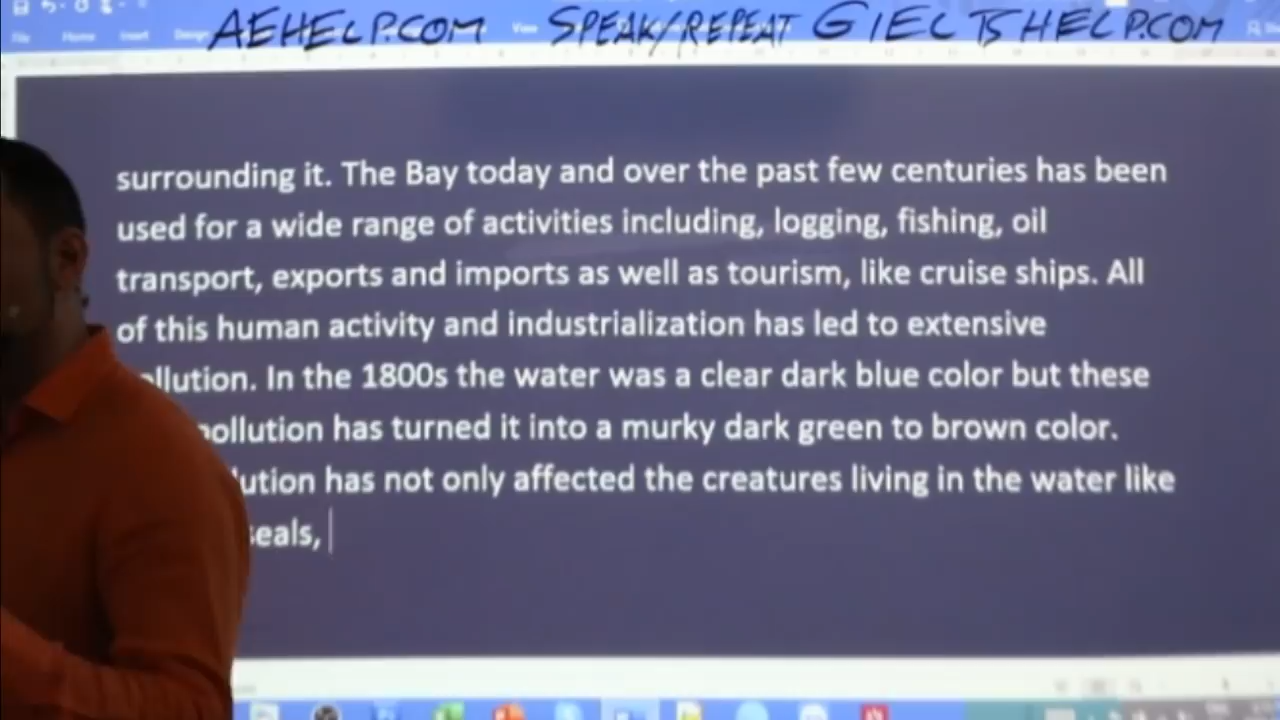 AEHELP.COM SPEAK/REPEAT GIELTSHELP.COM
surrounding it. The Bay today and over the past few centuries has been
used for a wide range of activities including, logging, fishing, oil
transport, exports and imports as well as tourism, like cruise ships. All
of this human activity and industrialization has led to extensive
ollution. In the 1800s the water was a clear dark blue color but these
pollution has turned it into a murky dark green to brown color.
ution has not only affected the creatures living in the water like
seals,